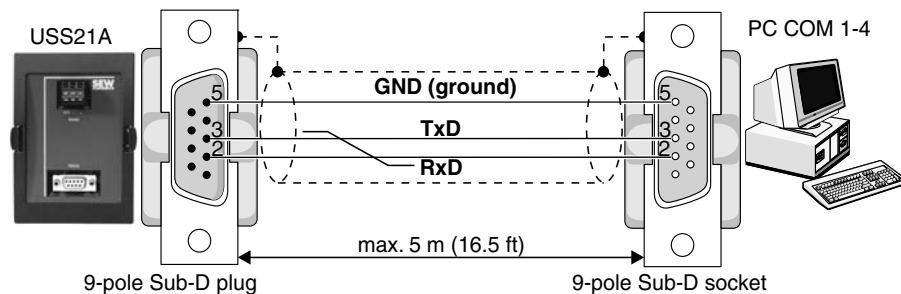 USS21A
PC COM 1-4
SEW
5
GND (ground)
5
3
TxD
3
2
RxD
2
max. 5 m (16.5 ft)
9-pole Sub-D plug
9-pole Sub-D socket